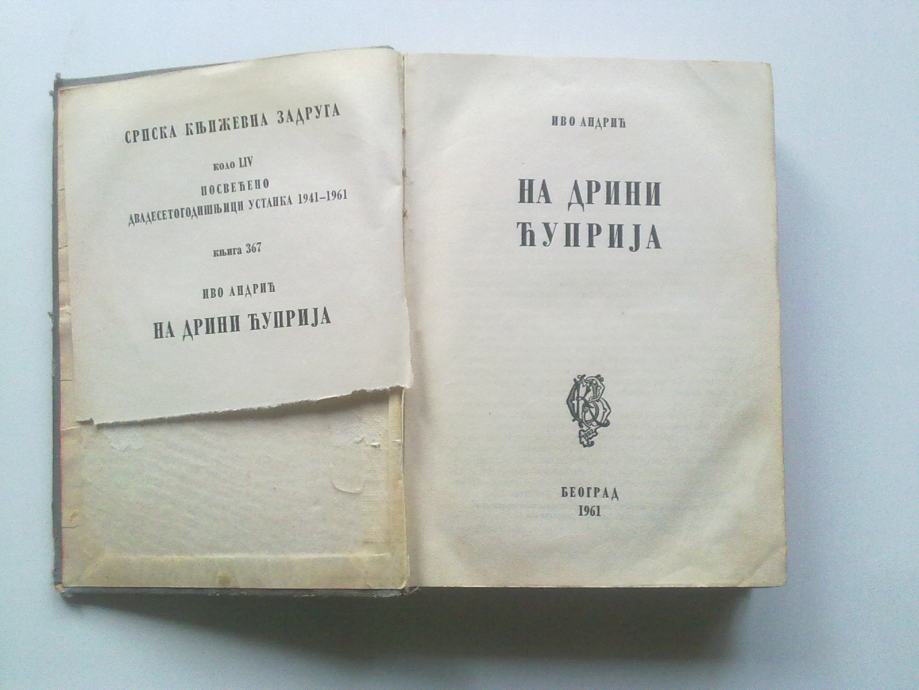 СРПСКА КЊИЖЕВНА ЗАДРУГА
КОЛО LIV
ПОСВЕЋЕНО
ДВАДЕСЕТОГОДИШЊИЦИ УСТАНКА 1941–1961
КЊИГА 367
ИВО АНДРИЋ
НА ДРИНИ ЋУПРИЈА
ИВО АНДРИЋ
НА ДРИНИ
ЋУПРИЈА
БЕОГРАД
1961